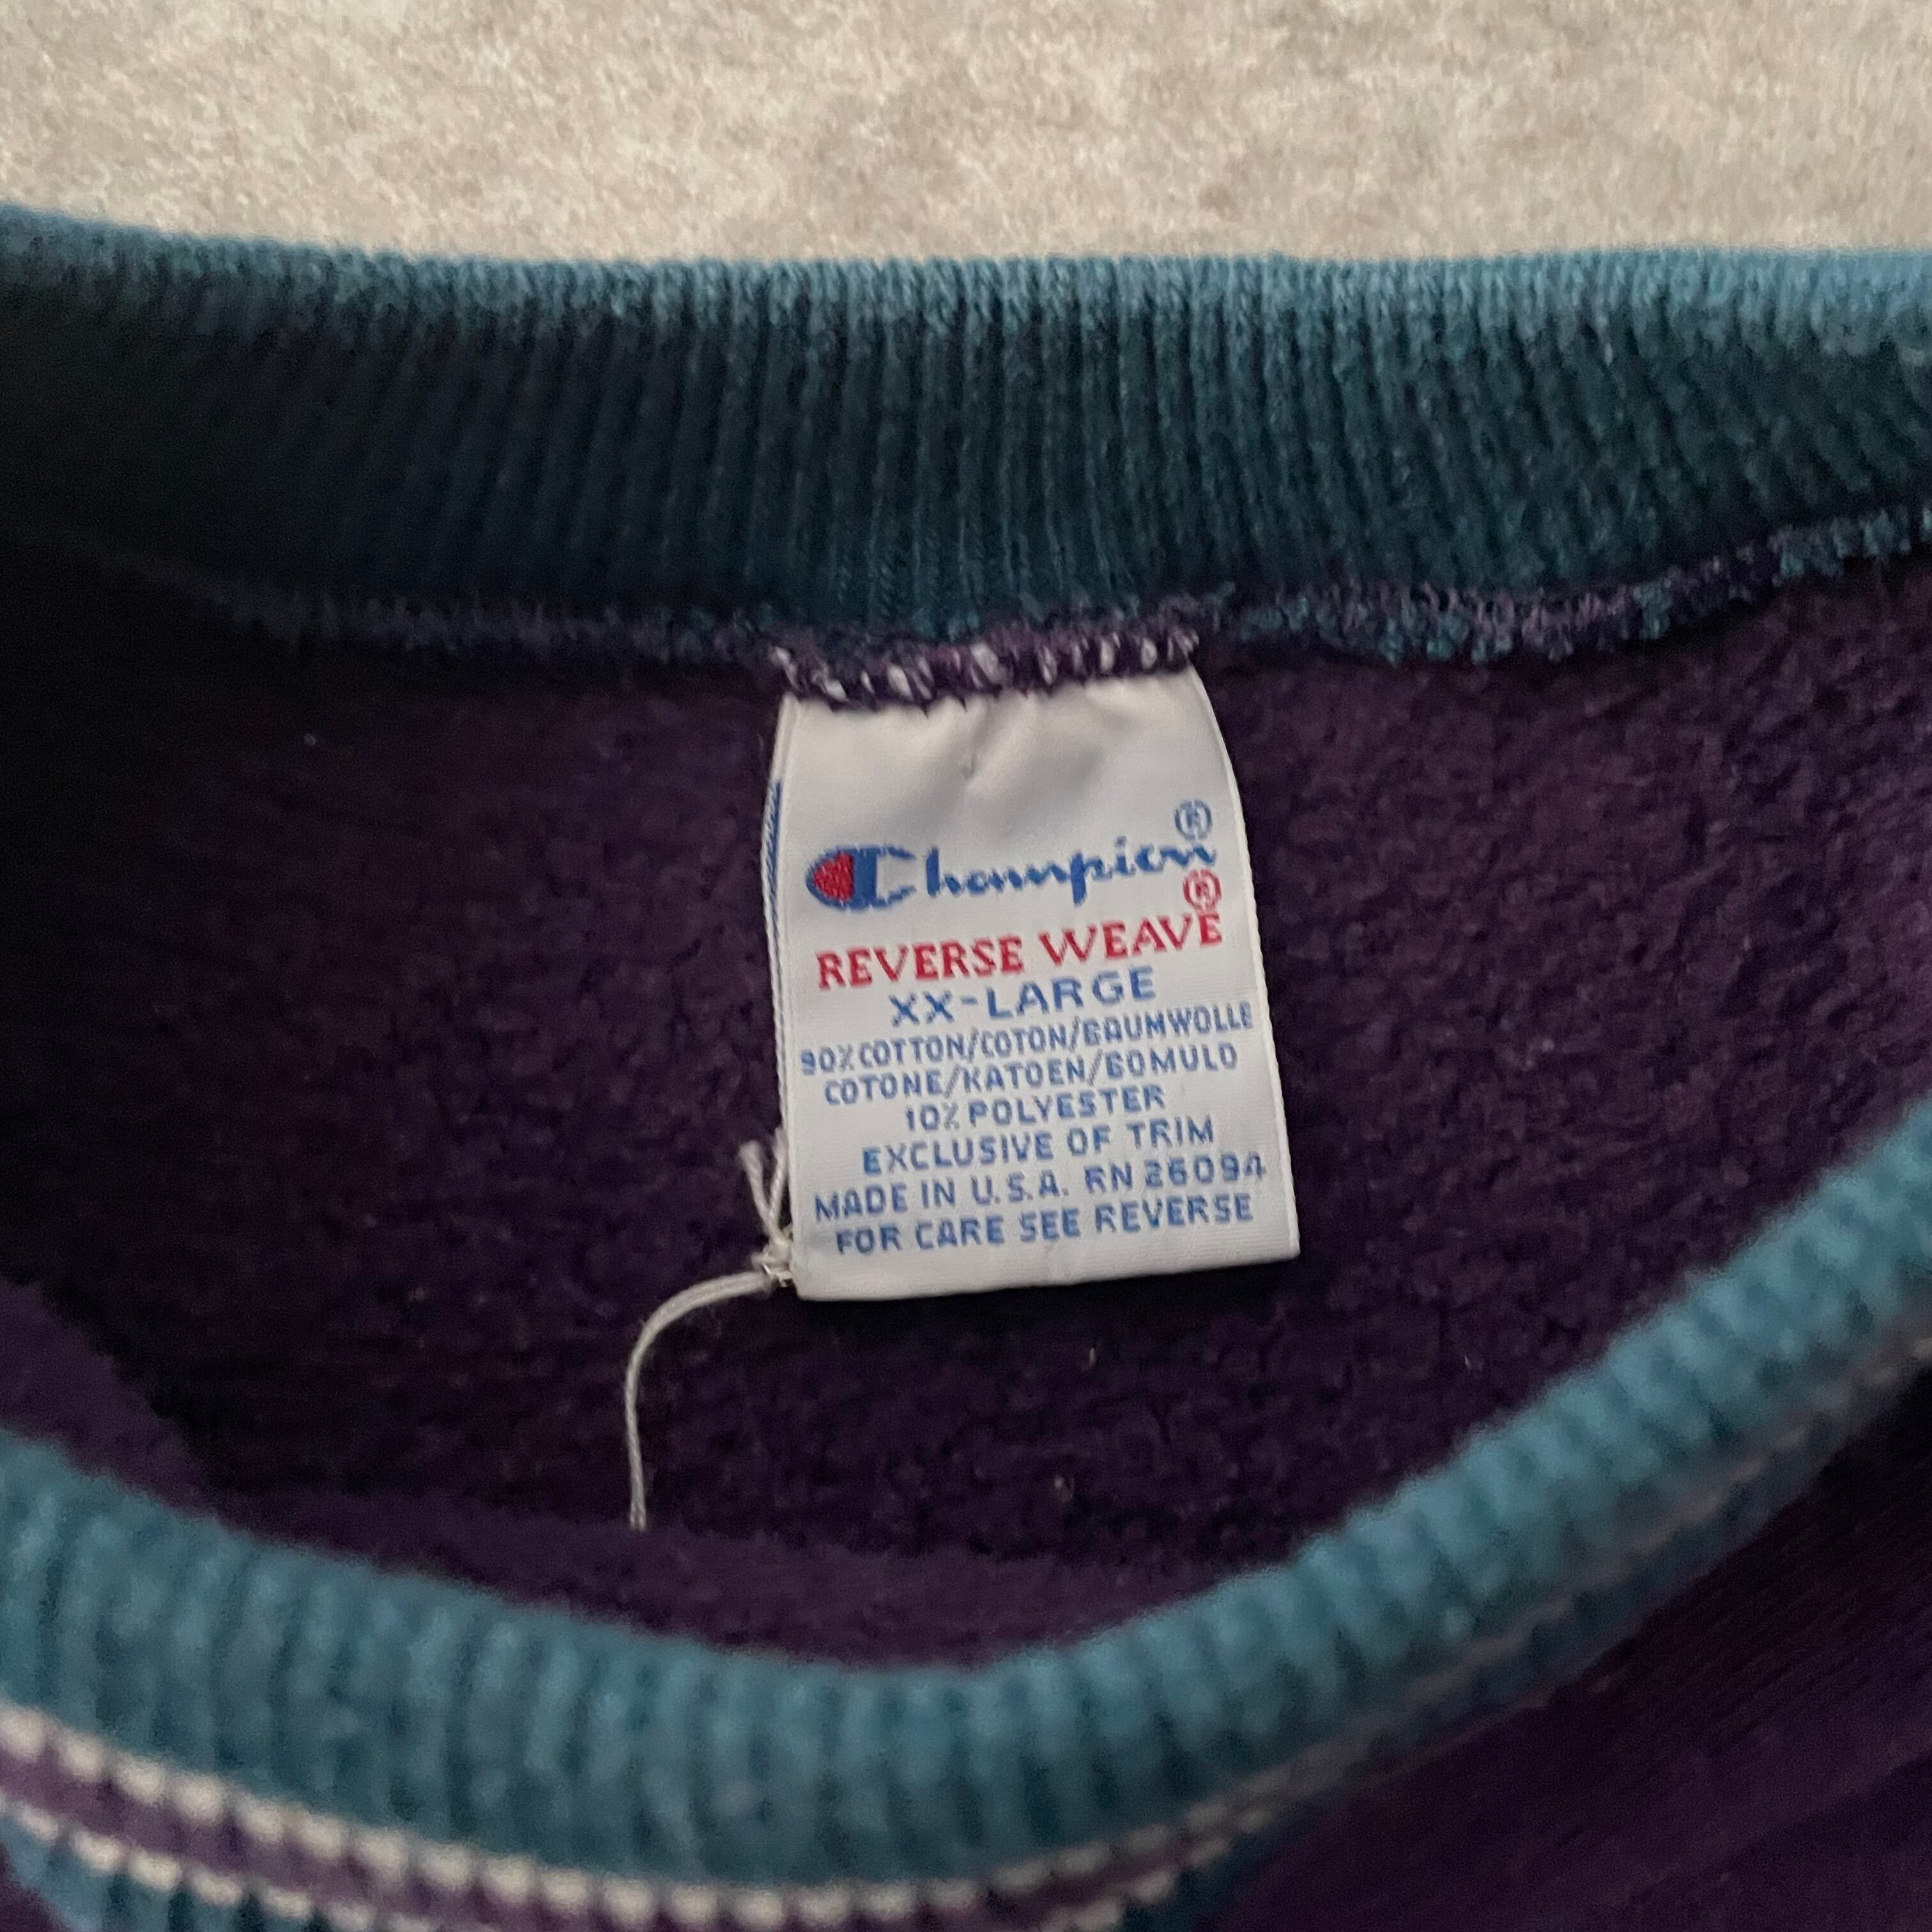 Champion®
REVERSE WEAVE®
XX-LARGE
90% COTTON/COTON/BAUMWOLLE
COTONE/KATOEN/BOMULD
10% POLYESTER
EXCLUSIVE OF TRIM
MADE IN U.S.A. RN 26094
FOR CARE SEE REVERSE